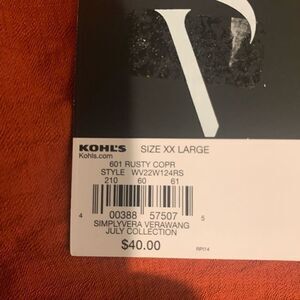 KOHL'S SIZE XX LARGE
Kohls.com
601 RUSTY COPR
STYLE WV22W124RS
210 60 61
4 00388 57507 5
SIMPLYVERA VERAWANG
JULY COLLECTION
$40.00
RP114